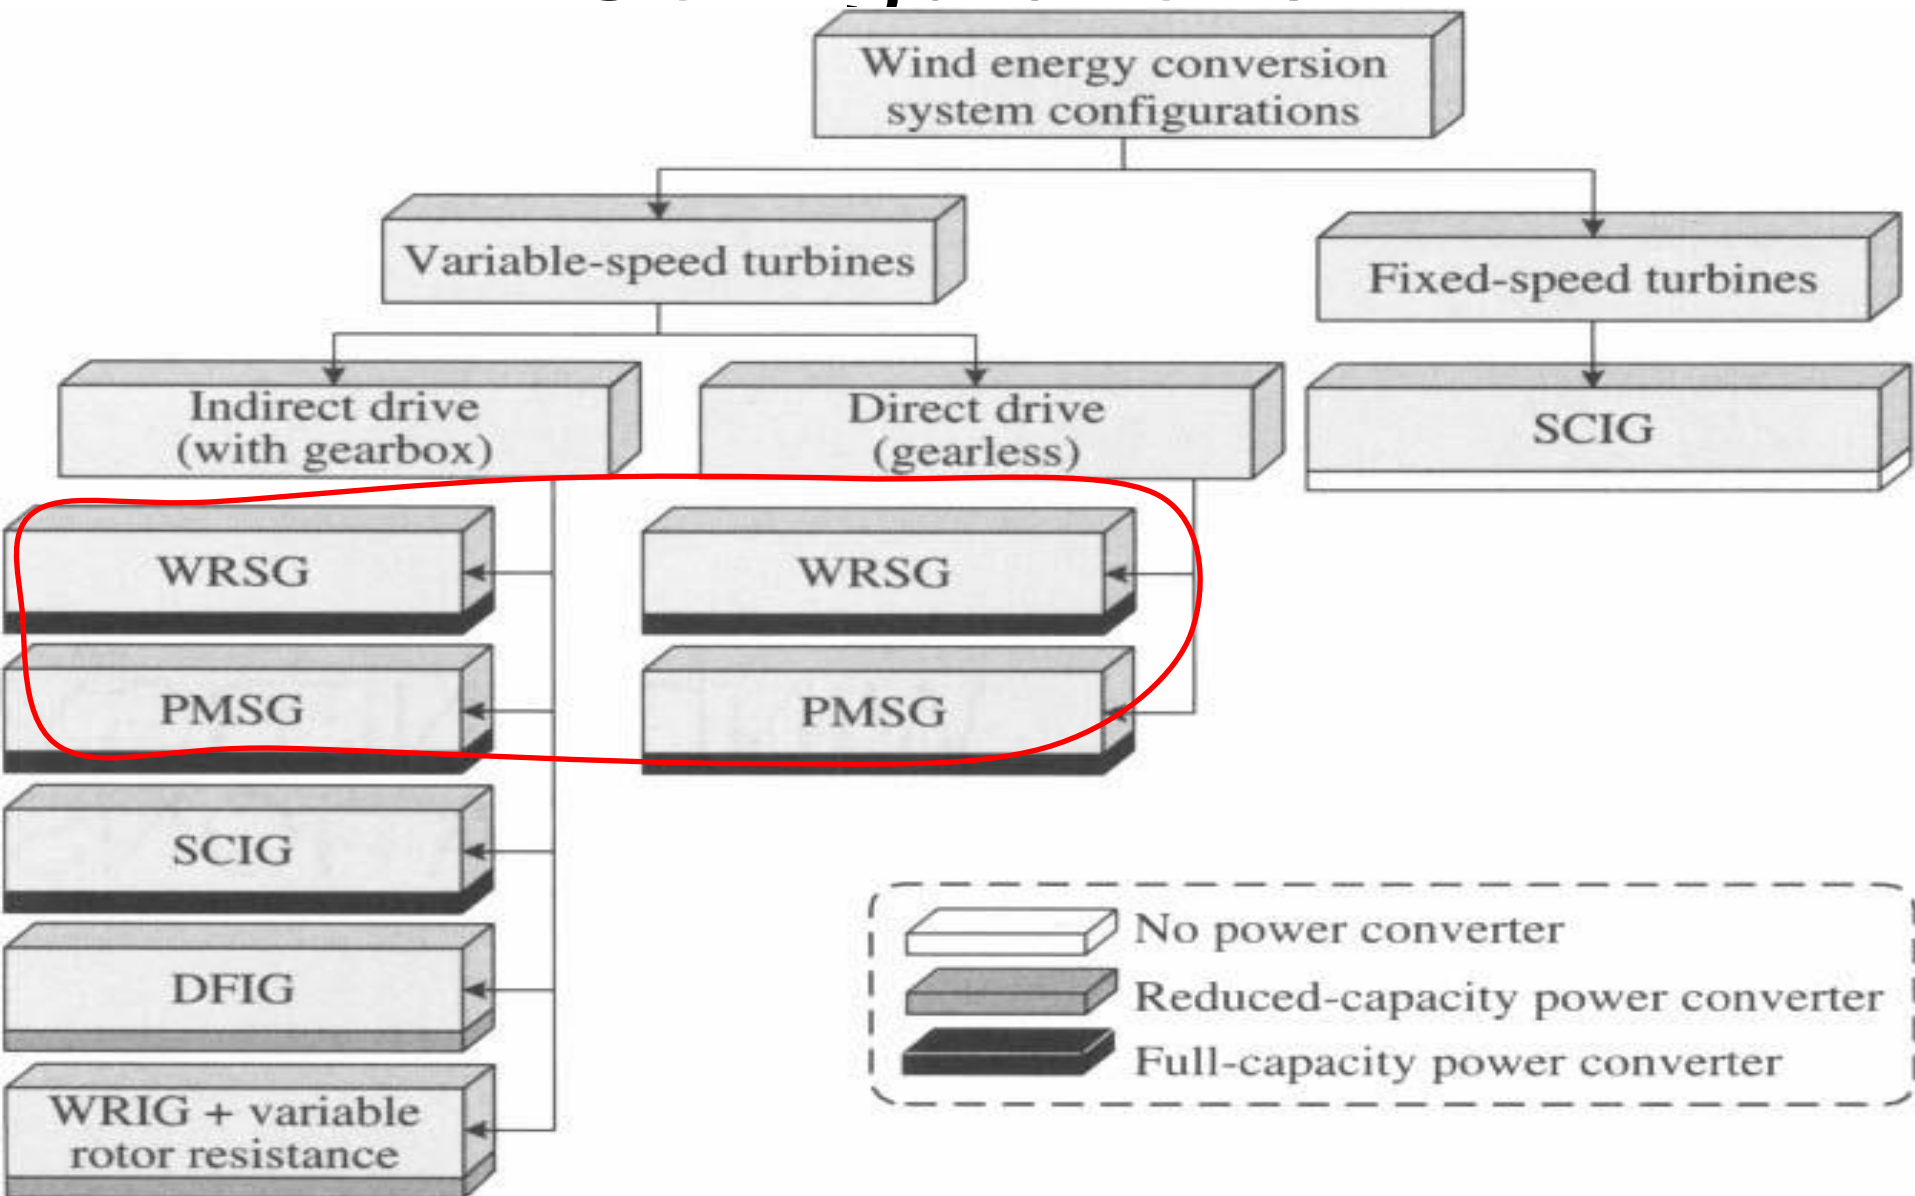 Wind energy conversion
system configurations
Variable-speed turbines
Fixed-speed turbines
Indirect drive
(with gearbox)
Direct drive
(gearless)
SCIG
WRSG
WRSG
PMSG
PMSG
SCIG
DFIG
WRIG + variable
rotor resistance
No power converter
Reduced-capacity power converter
Full-capacity power converter